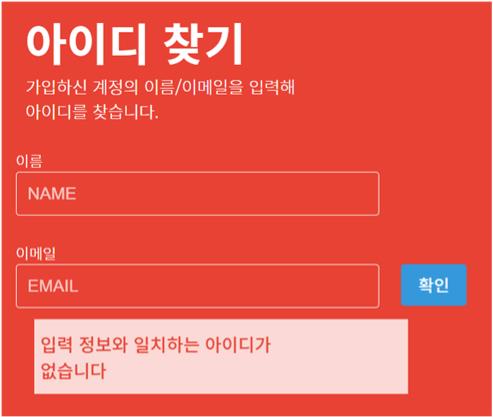 아이디 찾기
가입하신 계정의 이름/이메일을 입력해
아이디를 찾습니다.
이름
NAME
이메일
EMAIL
확인
입력 정보와 일치하는 아이디가
없습니다